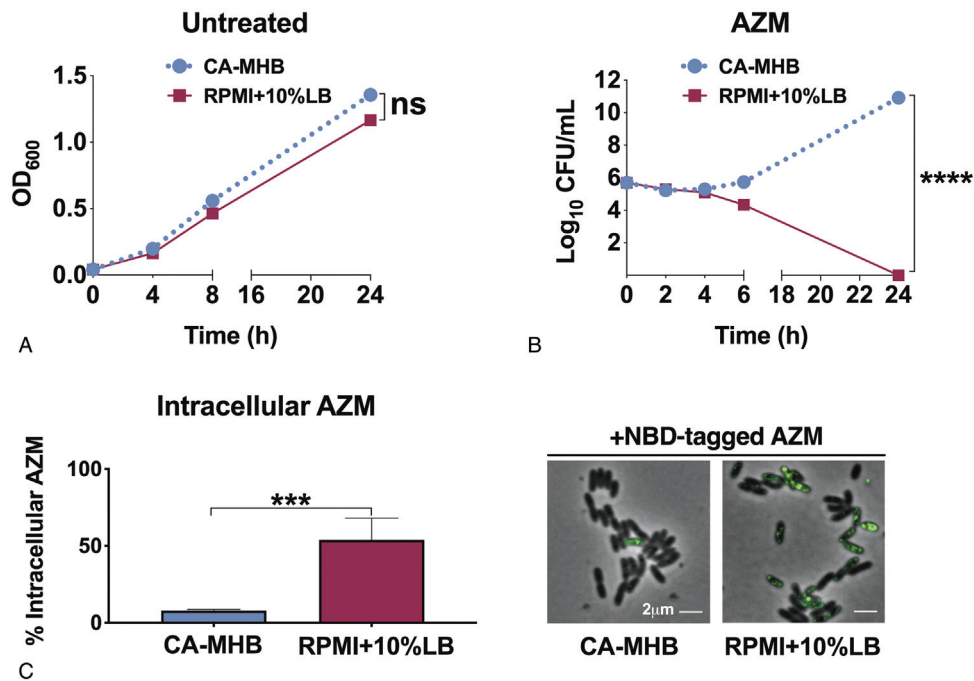 Untreated
CA-MHB
RPMI+10%LB
1.5
1.0
0.5
0.0
OD600
ns
0 4 8 16 20 24
Time (h)
A
AZM
CA-MHB
RPMI+10%LB
12
10
8
6
4
2
Log10 CFU/mL
****
0 2 4 6 18 20 22 24
Time (h)
B
Intracellular AZM
% Intracellular AZM
100
50
0
***
CA-MHB RPMI+10%LB
C
+NBD-tagged AZM
2μm
CA-MHB RPMI+10%LB